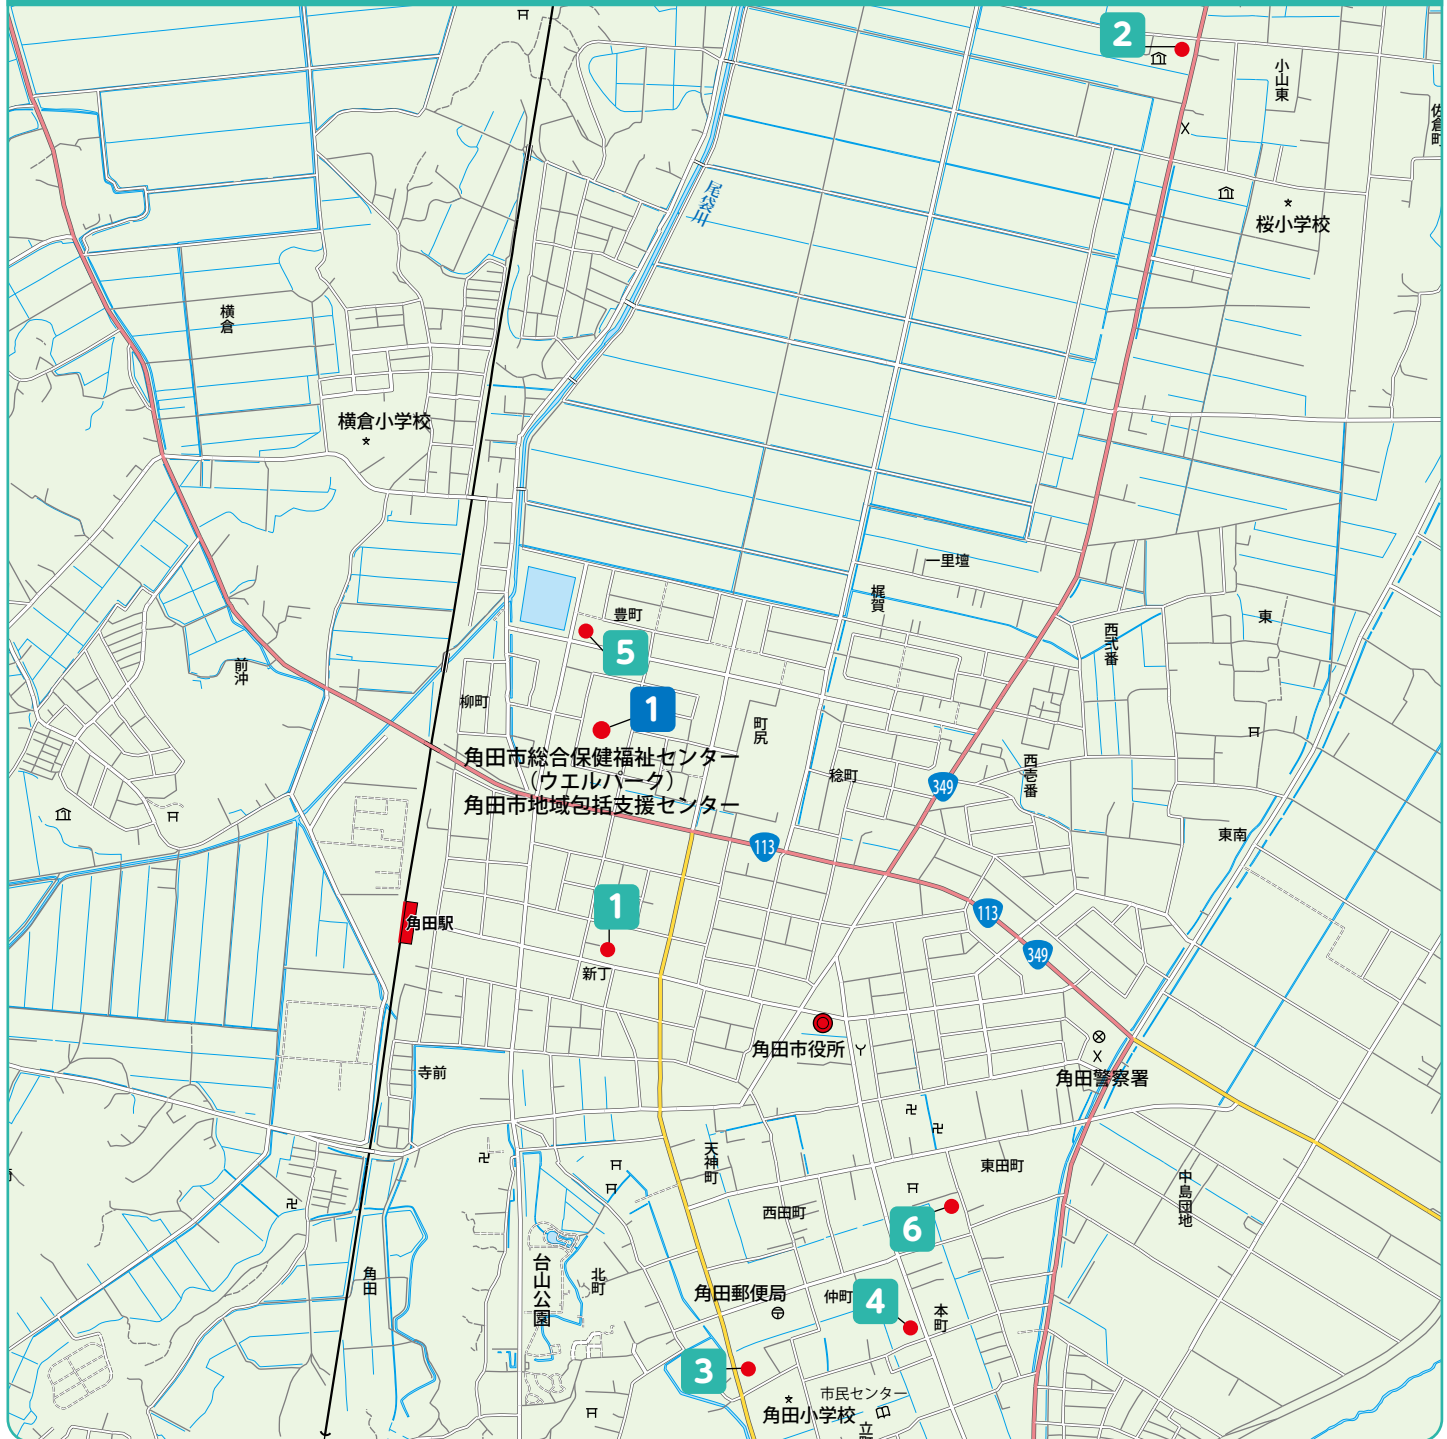 2
小山東
佐倉町
尾袋川
桜小学校
横倉
横倉小学校
一里壇
梶賀
豊町
東
西弐番
5
前沖
柳町
1
町尻
角田市総合保健福祉センター
（ウエルパーク）
角田市地域包括支援センター
稔町
西壱番
349
東南
113
1
113
角田駅
349
新丁
角田市役所
角田警察署
寺前
天神町
東田町
中島団地
西田町
6
角田
台山公園
北町
角田郵便局
仲町
4
本町
3
市民センター
角田小学校